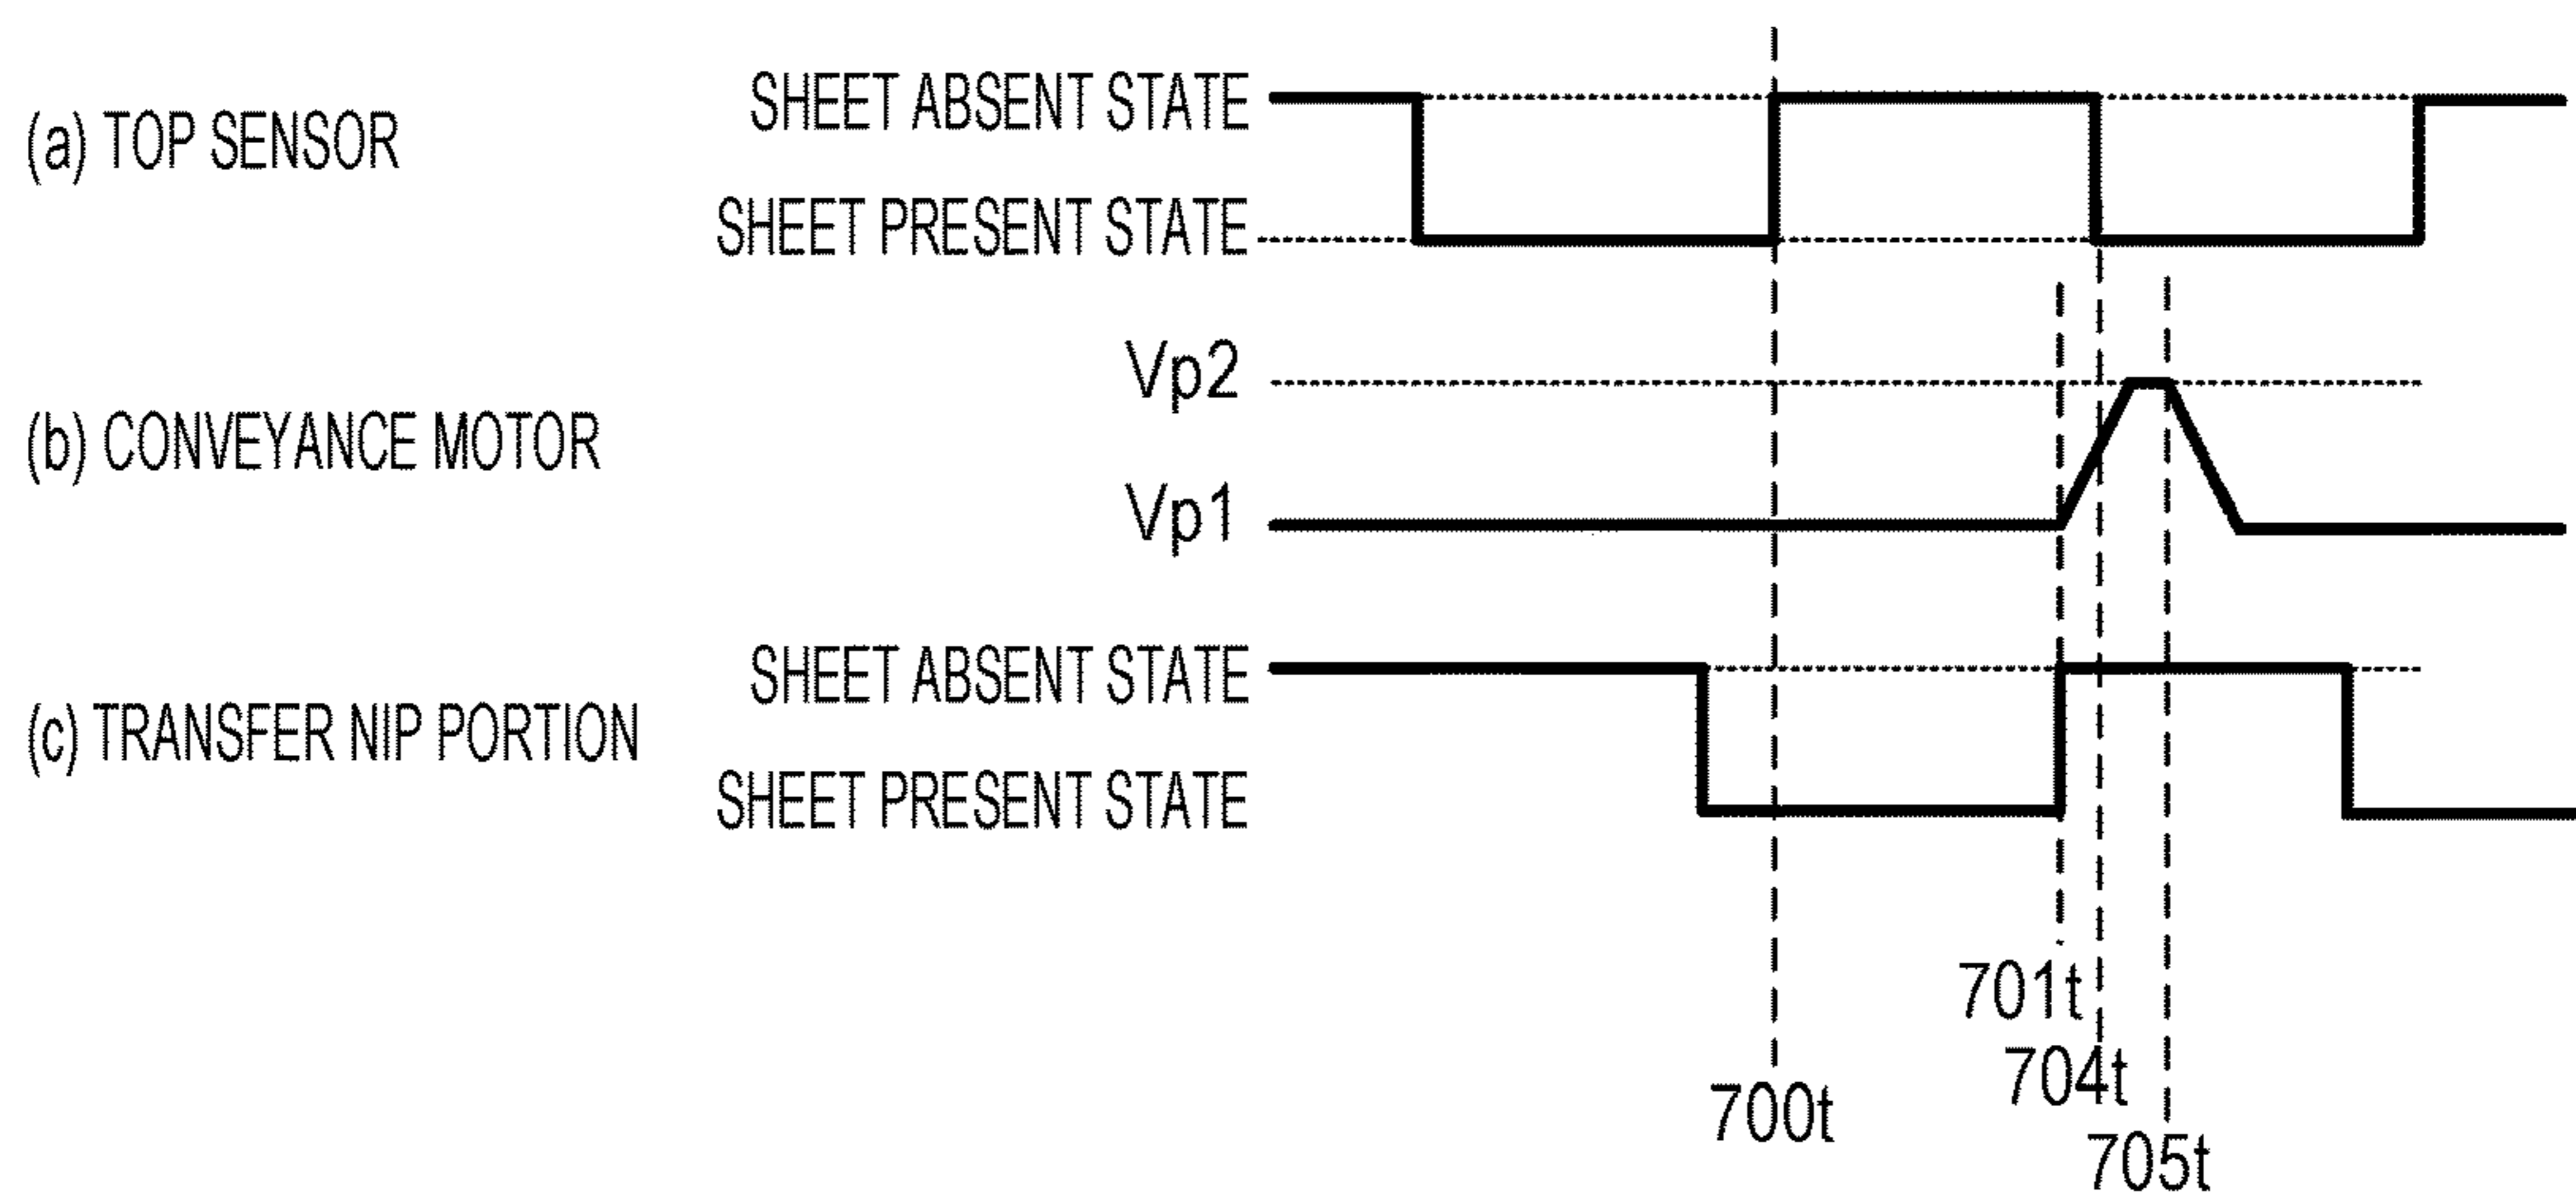 (a) TOP SENSOR
SHEET ABSENT STATE
SHEET PRESENT STATE
(b) CONVEYANCE MOTOR
Vp2
Vp1
(c) TRANSFER NIP PORTION
SHEET ABSENT STATE
SHEET PRESENT STATE
701t
704t
700t
705t